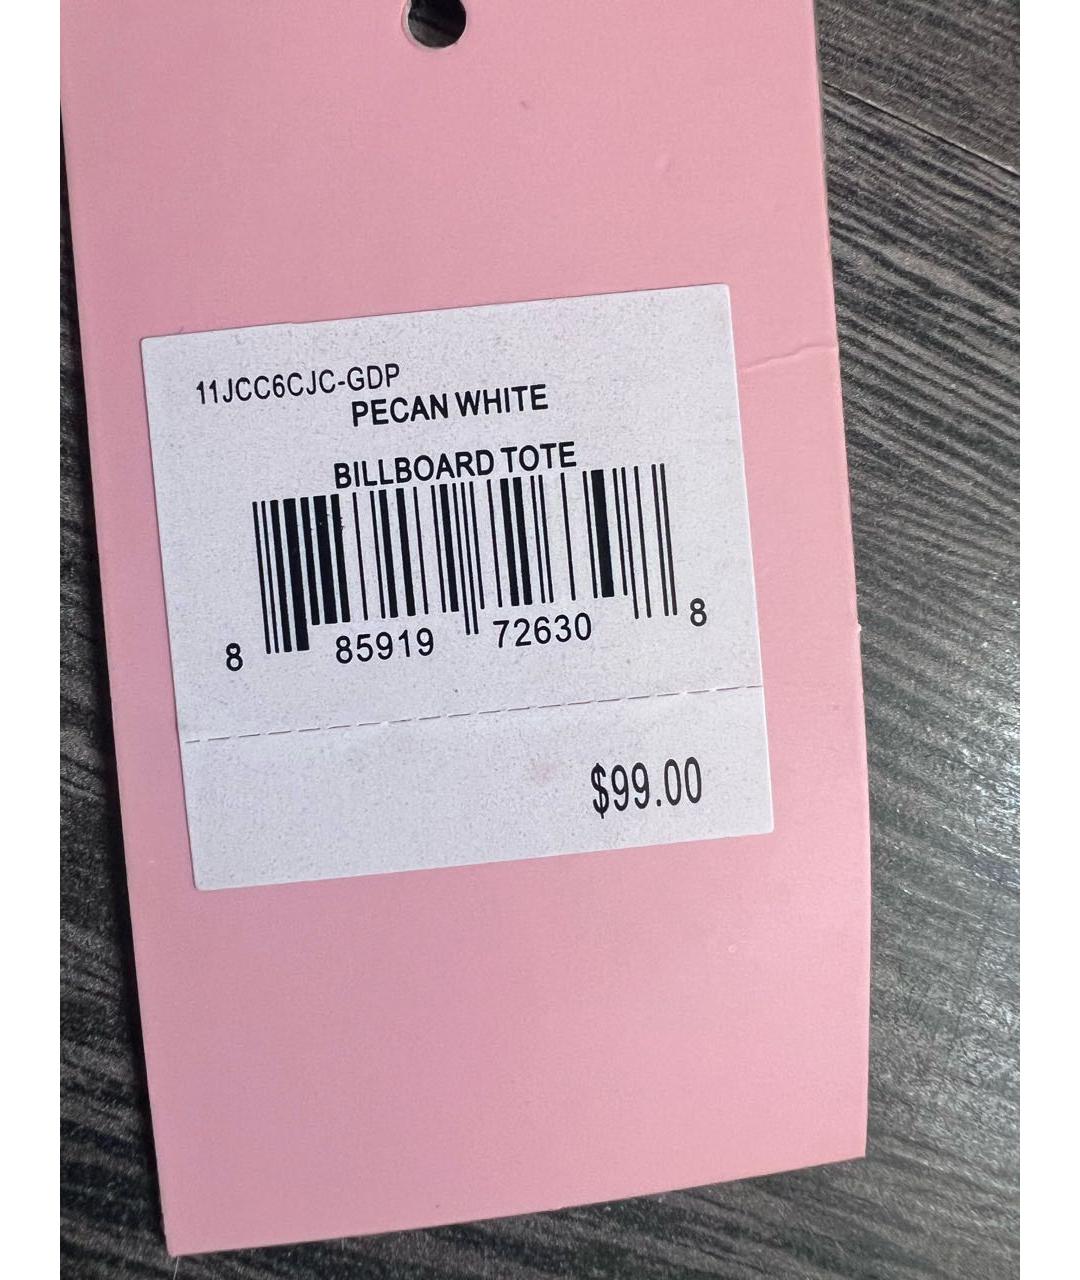 11JCC6CJC-GDP
PECAN WHITE
BILLBOARD TOTE
8 85919 72630 8
$99.00